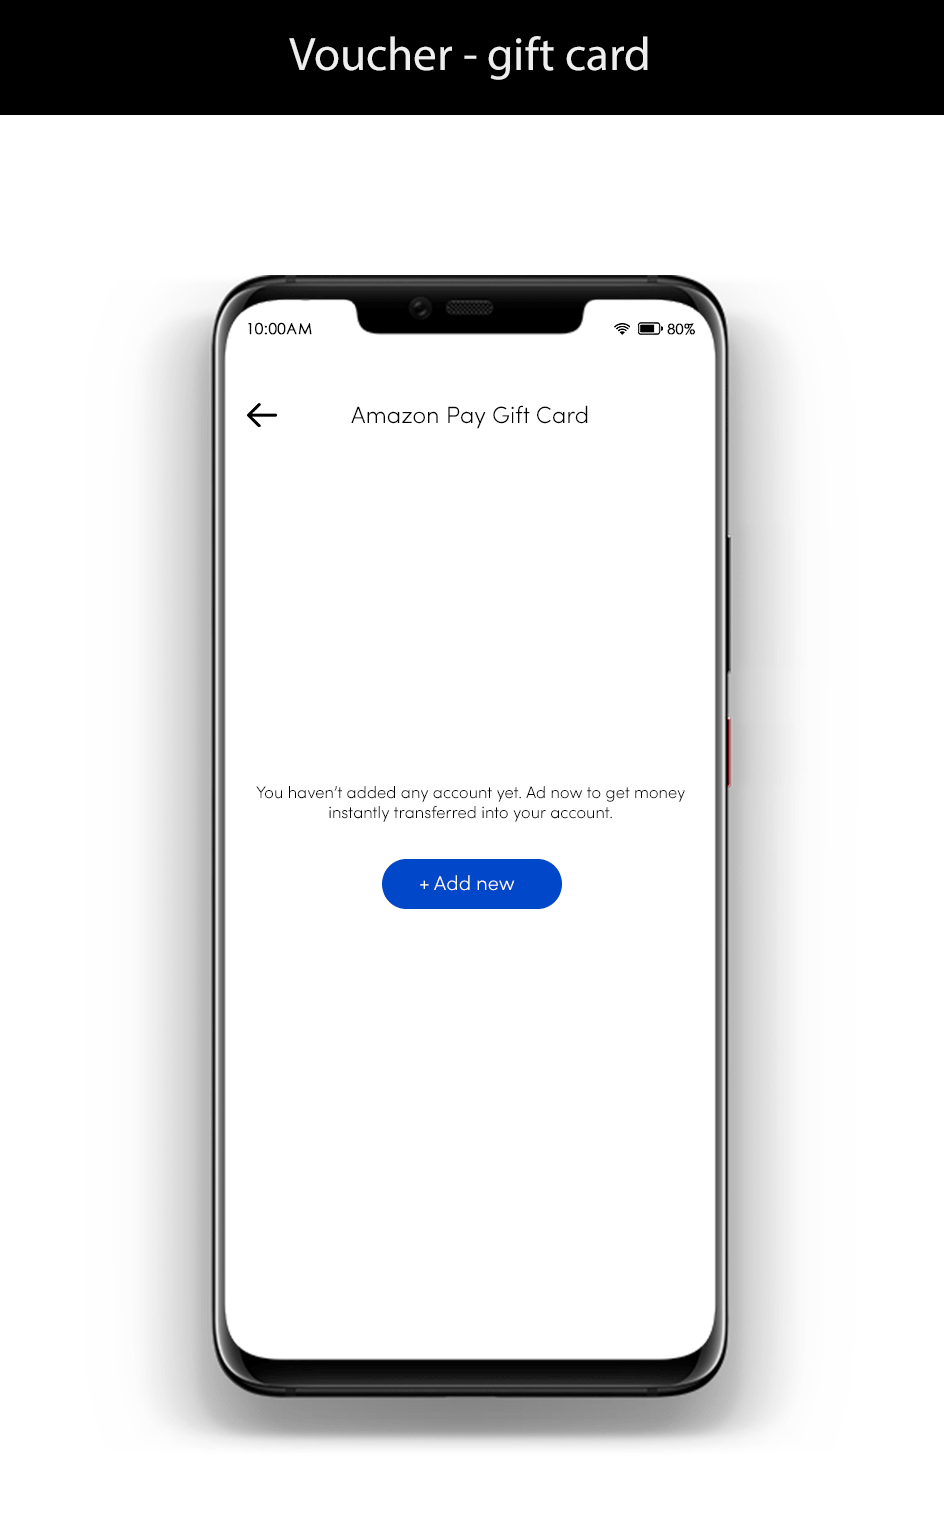 Voucher - gift card
10:00AM 80%
Amazon Pay Gift Card
You haven't added any account yet. Ad now to get money
instantly transferred into your account.
+ Add new